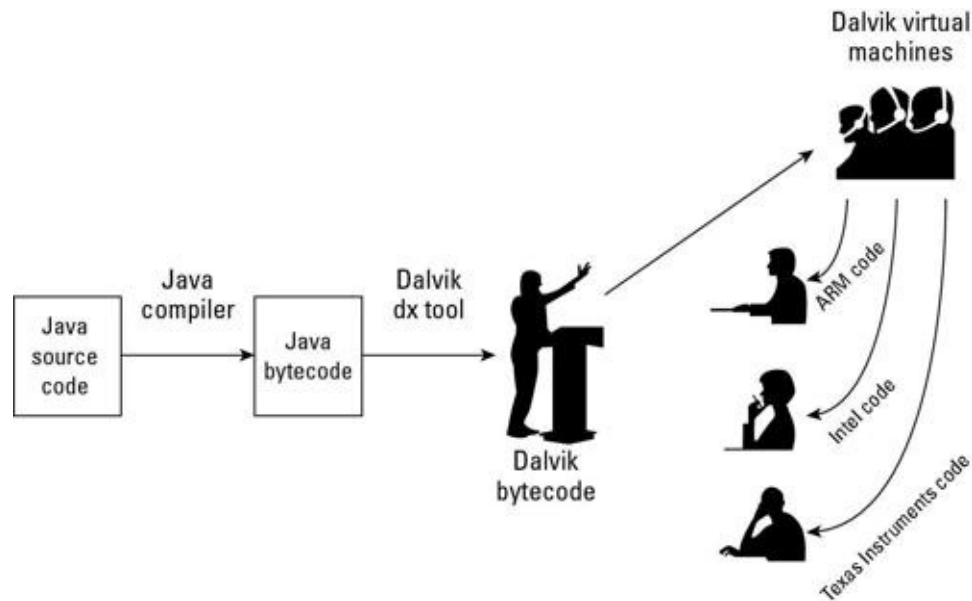 Dalvik virtual
machines
Java
compiler
Dalvik
dx tool
Java
source
code
Java
bytecode
Dalvik
bytecode
ARM code
Intel code
Texas Instruments code